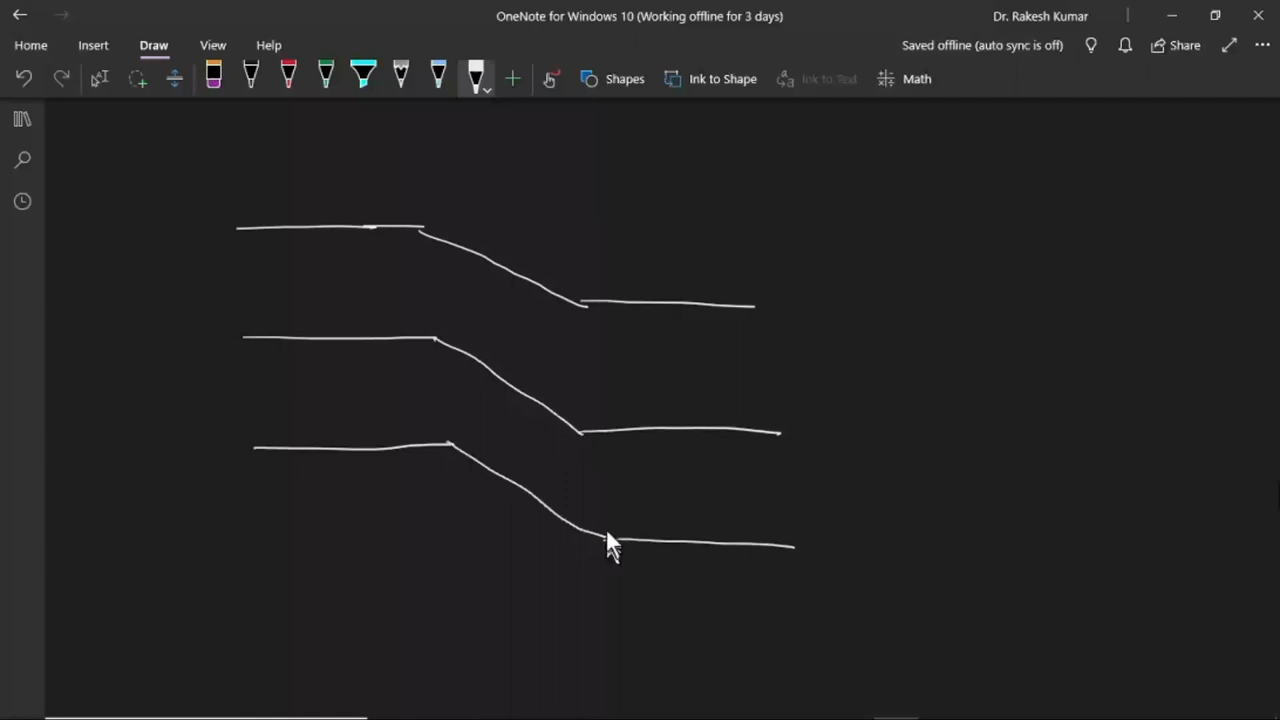 OneNote for Windows 10 (Working offline for 3 days)
Dr. Rakesh Kumar
Home Insert Draw View Help
Saved offline (auto sync is off)
Share
Shapes
Ink to Shape
Ink to Text
Math